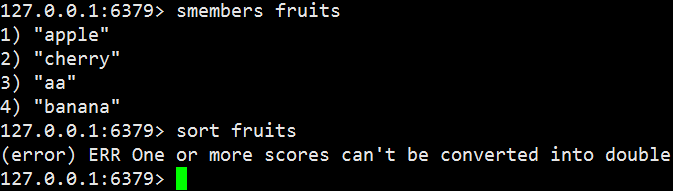 127.0.0.1:6379> smembers fruits
1) "apple"
2) "cherry"
3) "aa"
4) "banana"
127.0.0.1:6379> sort fruits
(error) ERR One or more scores can't be converted into double
127.0.0.1:6379>